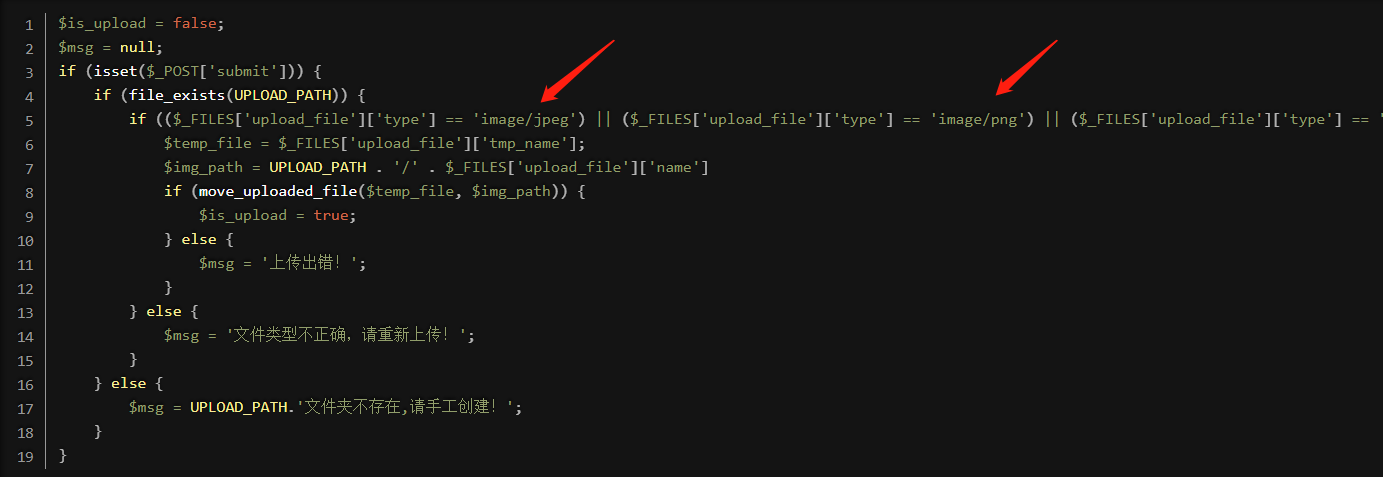 1 $is_upload = false;
2 $msg = null;
3 if (isset($_POST['submit'])) {
4     if (file_exists(UPLOAD_PATH)) {
5         if (($_FILES['upload_file']['type'] == 'image/jpeg') || ($_FILES['upload_file']['type'] == 'image/png') || ($_FILES['upload_file']['type'] == '
6             $temp_file = $_FILES['upload_file']['tmp_name'];
7             $img_path = UPLOAD_PATH . '/' . $_FILES['upload_file']['name']
8             if (move_uploaded_file($temp_file, $img_path)) {
9                 $is_upload = true;
10             } else {
11                 $msg = '上传出错！';
12             }
13         } else {
14             $msg = '文件类型不正确，请重新上传！';
15         }
16     } else {
17         $msg = UPLOAD_PATH.'文件夹不存在,请手工创建！';
18     }
19 }